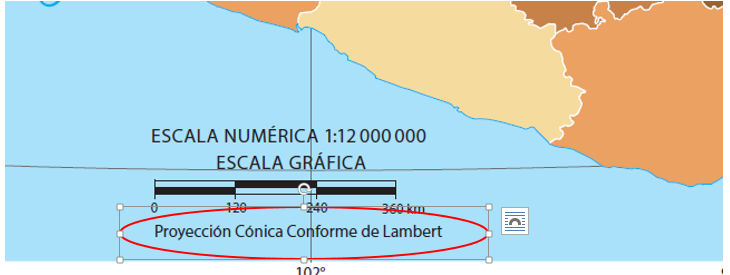 ESCALA NUMÉRICA 1:12 000 000
ESCALA GRÁFICA
0 120 240 360 km
Proyección Cónica Conforme de Lambert
102°